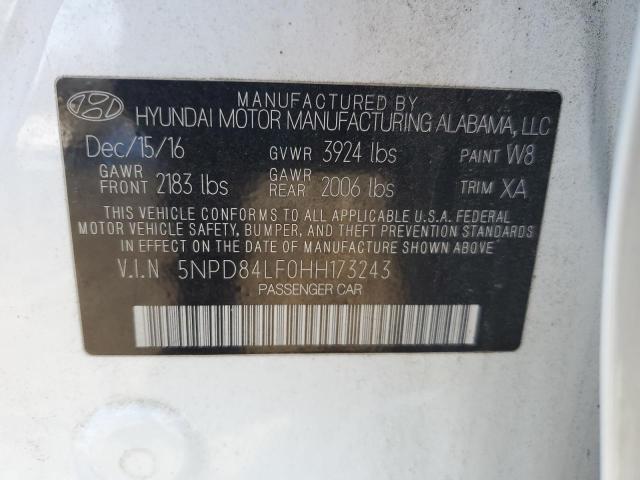 MANUFACTURED BY
HYUNDAI MOTOR MANUFACTURING ALABAMA, LLC
Dec/15/16 GVWR 3924 lbs PAINT W8
GAWR FRONT 2183 lbs GAWR REAR 2006 lbs TRIM XA
THIS VEHICLE CONFORMS TO ALL APPLICABLE U.S.A. FEDERAL
MOTOR VEHICLE SAFETY, BUMPER, AND THEFT PREVENTION
STANDARDS IN EFFECT ON THE DATE OF MANUFACTURE SHOWN ABOVE
V.I.N 5NPD84LF0HH173243
PASSENGER CAR